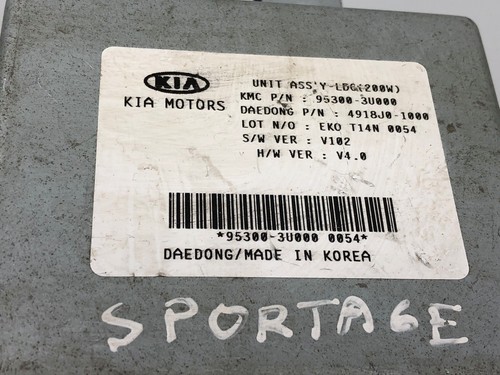 KIA
KIA MOTORS
UNIT ASS'Y-LDC(200W)
KMC P/N : 95300-3U000
DAEDONG P/N : 4918J0-1000
LOT N/O : EKO T14N 0054
S/W VER : V102
H/W VER : V4.0
*95300-3U000 0054*
DAEDONG/MADE IN KOREA
SPORTAGE